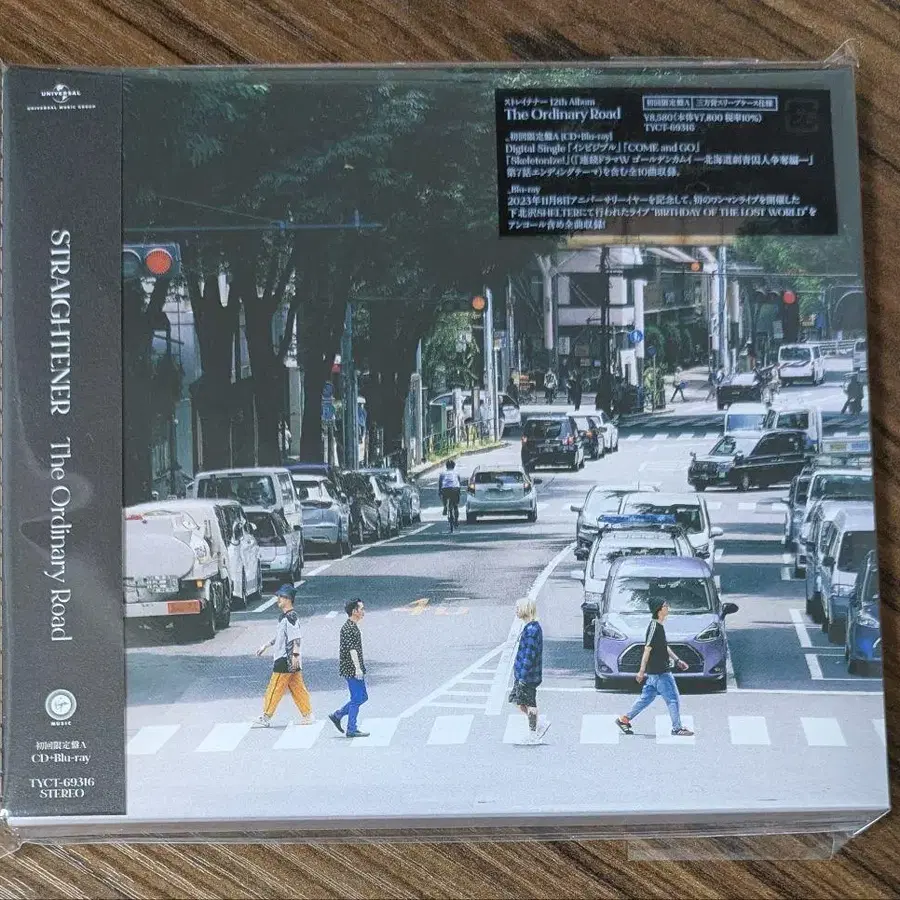 UNIVERSAL
UNIVERSAL MUSIC GROUP
STRAIGHTENER The Ordinary Road
MUSIC
初回限定盤A
CD+Blu-ray
TYCT-69316
STEREO
ストレイテナー 12th Album
The Ordinary Road
初回限定盤A 三方背スリーブケース仕様
¥8,580(本体¥7,800 税率10%)
TYCT-69316
_初回限定盤A [CD+Blu-ray]
Digital Single「インビジブル」「COME and GO」
「Skeletonize!」(「連続ドラマW ゴールデンカムイ ―北海道刺青囚人争奪編―」
第7話エンディングテーマ)を含む全10曲収録。
_Blu-ray
2023年11月8日アニバーサリーイヤーを記念して、初のワンマンライブを開催した
下北沢SHELTERにて行われたライブ"BIRTHDAY OF THE LOST WORLD"を
アンコール含め全曲収録!